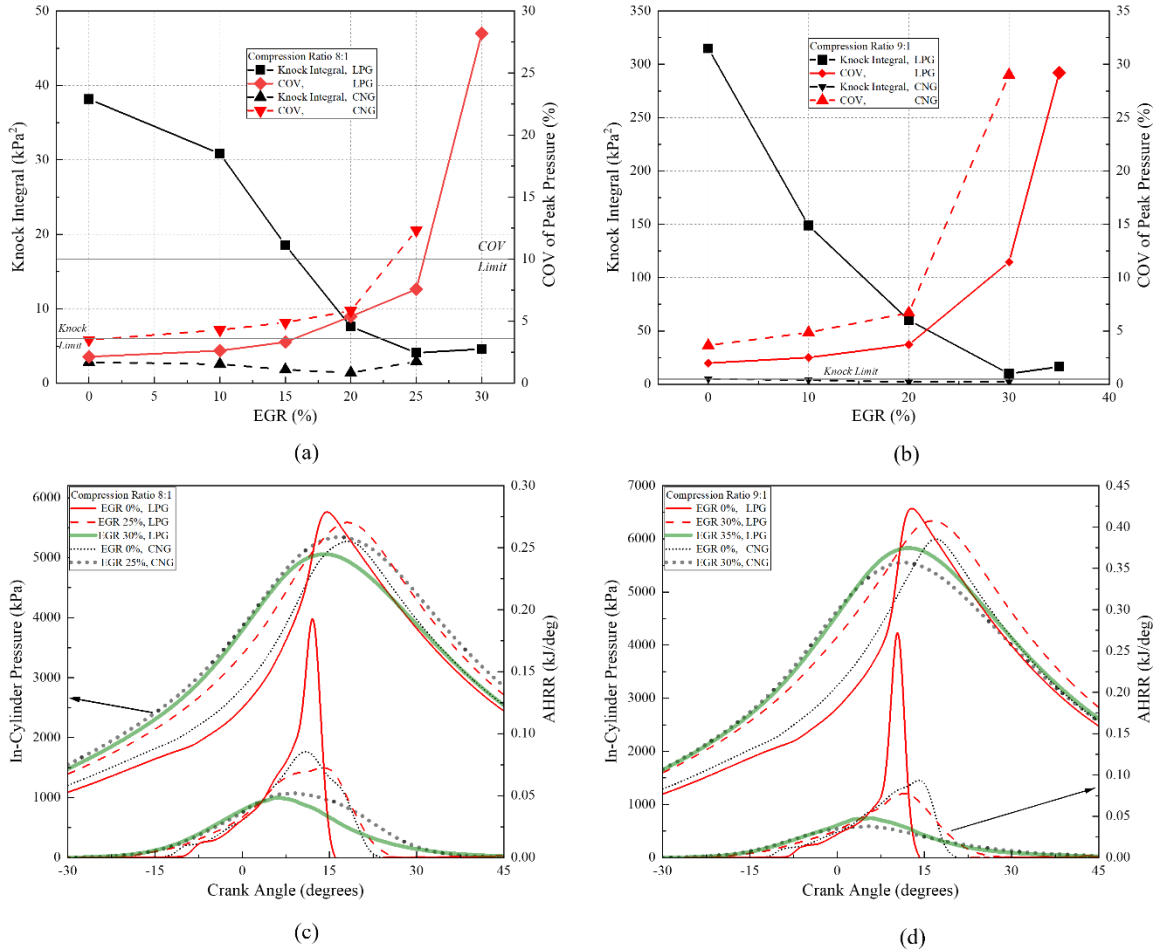 Compression Ratio 8:1
Knock Integral, LPG
COV, LPG
Knock Integral, CNG
COV, CNG
Knock Integral (kPa²)
50
40
30
20
10
0
COV of Peak Pressure (%)
30
25
20
15
10
5
0
COV
Limit
Knock
Limit
0 5 10 15 20 25 30
EGR (%)
(a)
Compression Ratio 9:1
Knock Integral, LPG
COV, LPG
Knock Integral, CNG
COV, CNG
Knock Integral (kPa²)
350
300
250
200
150
100
50
0
COV of Peak Pressure (%)
35
30
25
20
15
10
5
0
Knock Limit
0 10 20 30 40
EGR (%)
(b)
Compression Ratio 8:1
EGR 0%, LPG
EGR 25%, LPG
EGR 30%, LPG
EGR 0%, CNG
EGR 25%, CNG
In-Cylinder Pressure (kPa)
6000
5000
4000
3000
2000
1000
0
AHRR (kJ/deg)
0.30
0.25
0.20
0.15
0.10
0.05
0.00
-30 -15 0 15 30 45
Crank Angle (degrees)
(c)
Compression Ratio 9:1
EGR 0%, LPG
EGR 30%, LPG
EGR 35%, LPG
EGR 0%, CNG
EGR 30%, CNG
In-Cylinder Pressure (kPa)
7000
6000
5000
4000
3000
2000
1000
0
AHRR (kJ/deg)
0.45
0.40
0.35
0.30
0.25
0.20
0.15
0.10
0.05
0.00
-30 -15 0 15 30 45
Crank Angle (degrees)
(d)